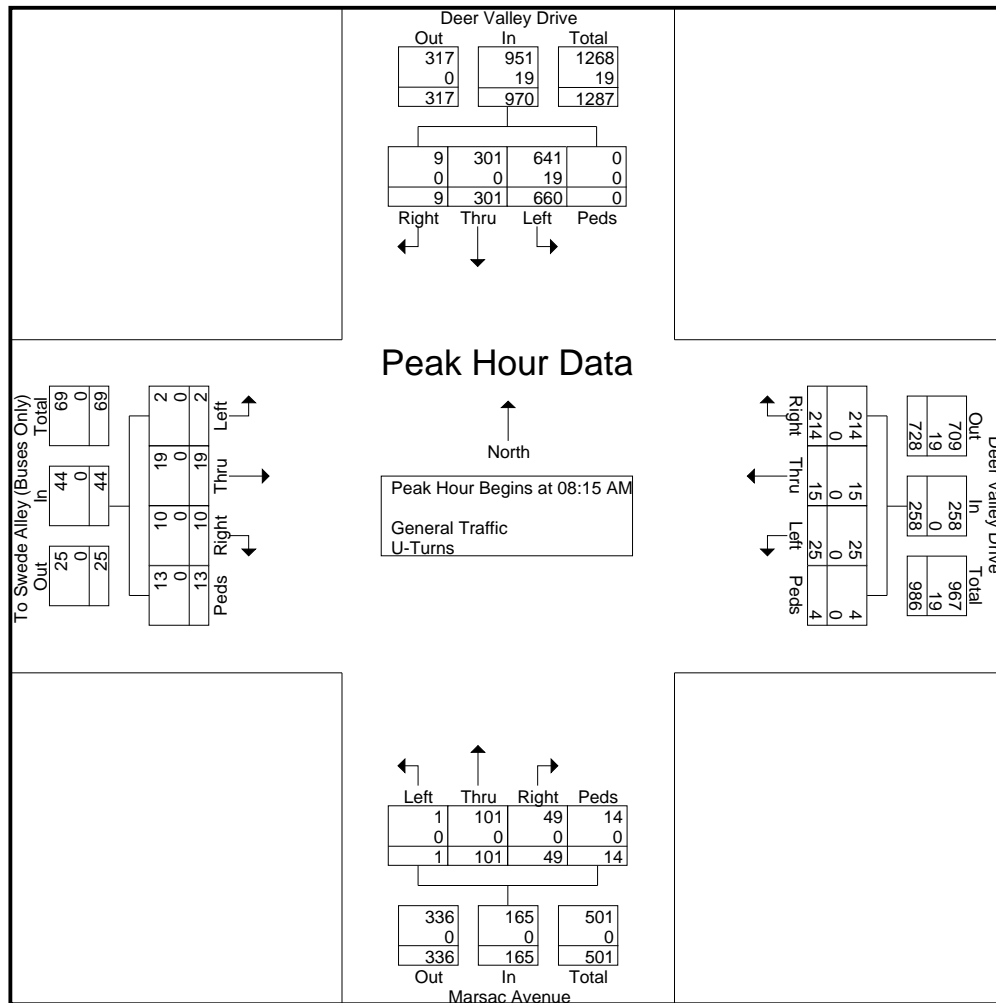 Deer Valley Drive
Out In Total
317 951 1268
0 19 19
317 970 1287
9 301 641 0
0 0 19 0
9 301 660 0
Right Thru Left Peds
Peak Hour Data
North
Peak Hour Begins at 08:15 AM
General Traffic
U-Turns
To Swede Alley (Buses Only)
Out In Total
25 44 69
0 0 0
25 44 69
13 10 19 2
0 0 0 0
13 10 19 2
Peds Right Thru Left
Deer Valley Drive
Out In Total
709 258 967
19 0 19
728 258 986
214 15 25 4
0 0 0 0
214 15 25 4
Right Thru Left Peds
Left Thru Right Peds
1 101 49 14
0 0 0 0
1 101 49 14
336 165 501
0 0 0
336 165 501
Out In Total
Marsac Avenue